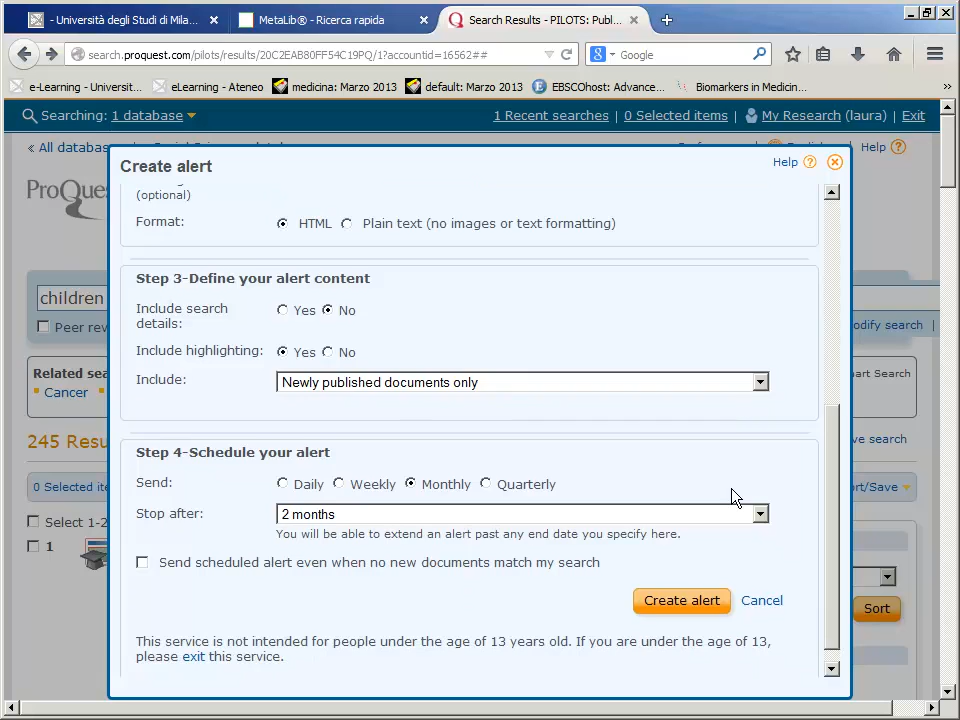 - Università degli Studi di Mila...
MetaLib® - Ricerca rapida
Search Results - PILOTS: Publ...
search.proquest.com/pilots/results/20C2EAB80FF54C19PQ/1?accountid=16562##
Google
e-Learning - Universit...
eLearning - Ateneo
medicina: Marzo 2013
default: Marzo 2013
EBSCOhost: Advance...
Biomarkers in Medicin...
Searching: 1 database
1 Recent searches | 0 Selected items | My Research (laura) | Exit
« All databas
Help
ProQues
Create alert
Help
(optional)
Format:
HTML
Plain text (no images or text formatting)
Step 3-Define your alert content
children
Include search details:
Yes No
Peer rev
odify search |
Include highlighting:
Yes No
Related sea
hart Search
Include:
Newly published documents only
Cancer
245 Resu
ve search
Step 4-Schedule your alert
0 Selected ite
ort/Save
Send:
Daily Weekly Monthly Quarterly
Stop after:
2 months
Select 1-2
You will be able to extend an alert past any end date you specify here.
1
Send scheduled alert even when no new documents match my search
Create alert
Cancel
Sort
This service is not intended for people under the age of 13 years old. If you are under the age of 13,
please exit this service.